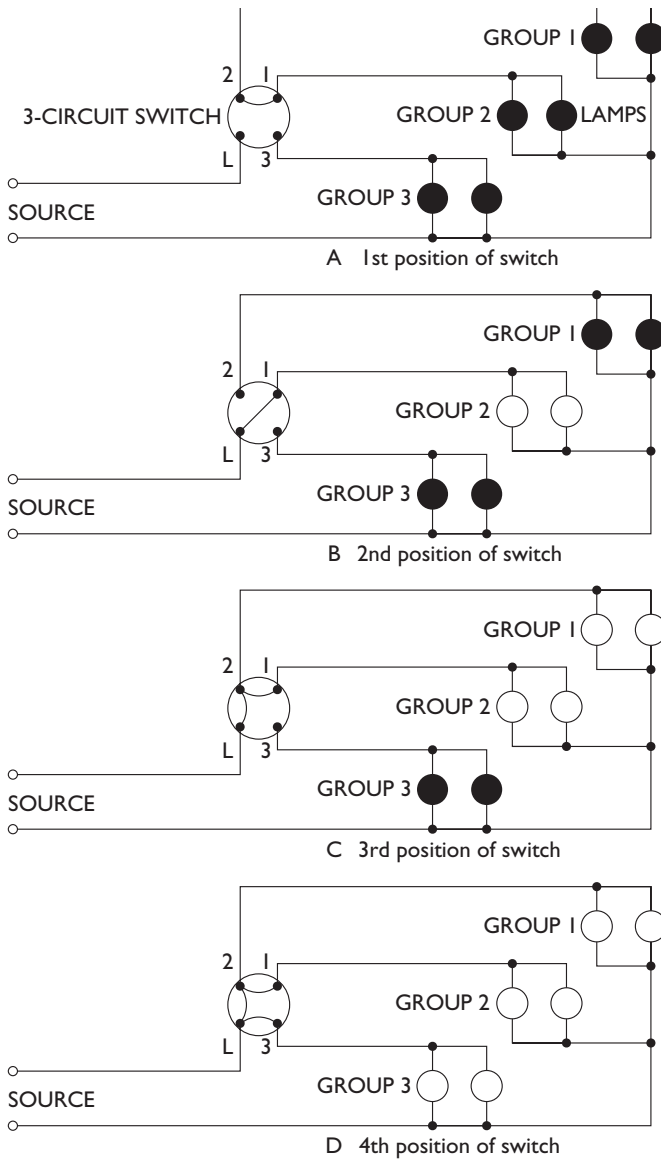 GROUP 1
2 1
3-CIRCUIT SWITCH
GROUP 2 LAMPS
L 3
GROUP 3
SOURCE
A 1st position of switch
GROUP 1
2 1
GROUP 2
L 3
GROUP 3
SOURCE
B 2nd position of switch
GROUP 1
2 1
GROUP 2
L 3
GROUP 3
SOURCE
C 3rd position of switch
GROUP 1
2 1
GROUP 2
L 3
GROUP 3
SOURCE
D 4th position of switch